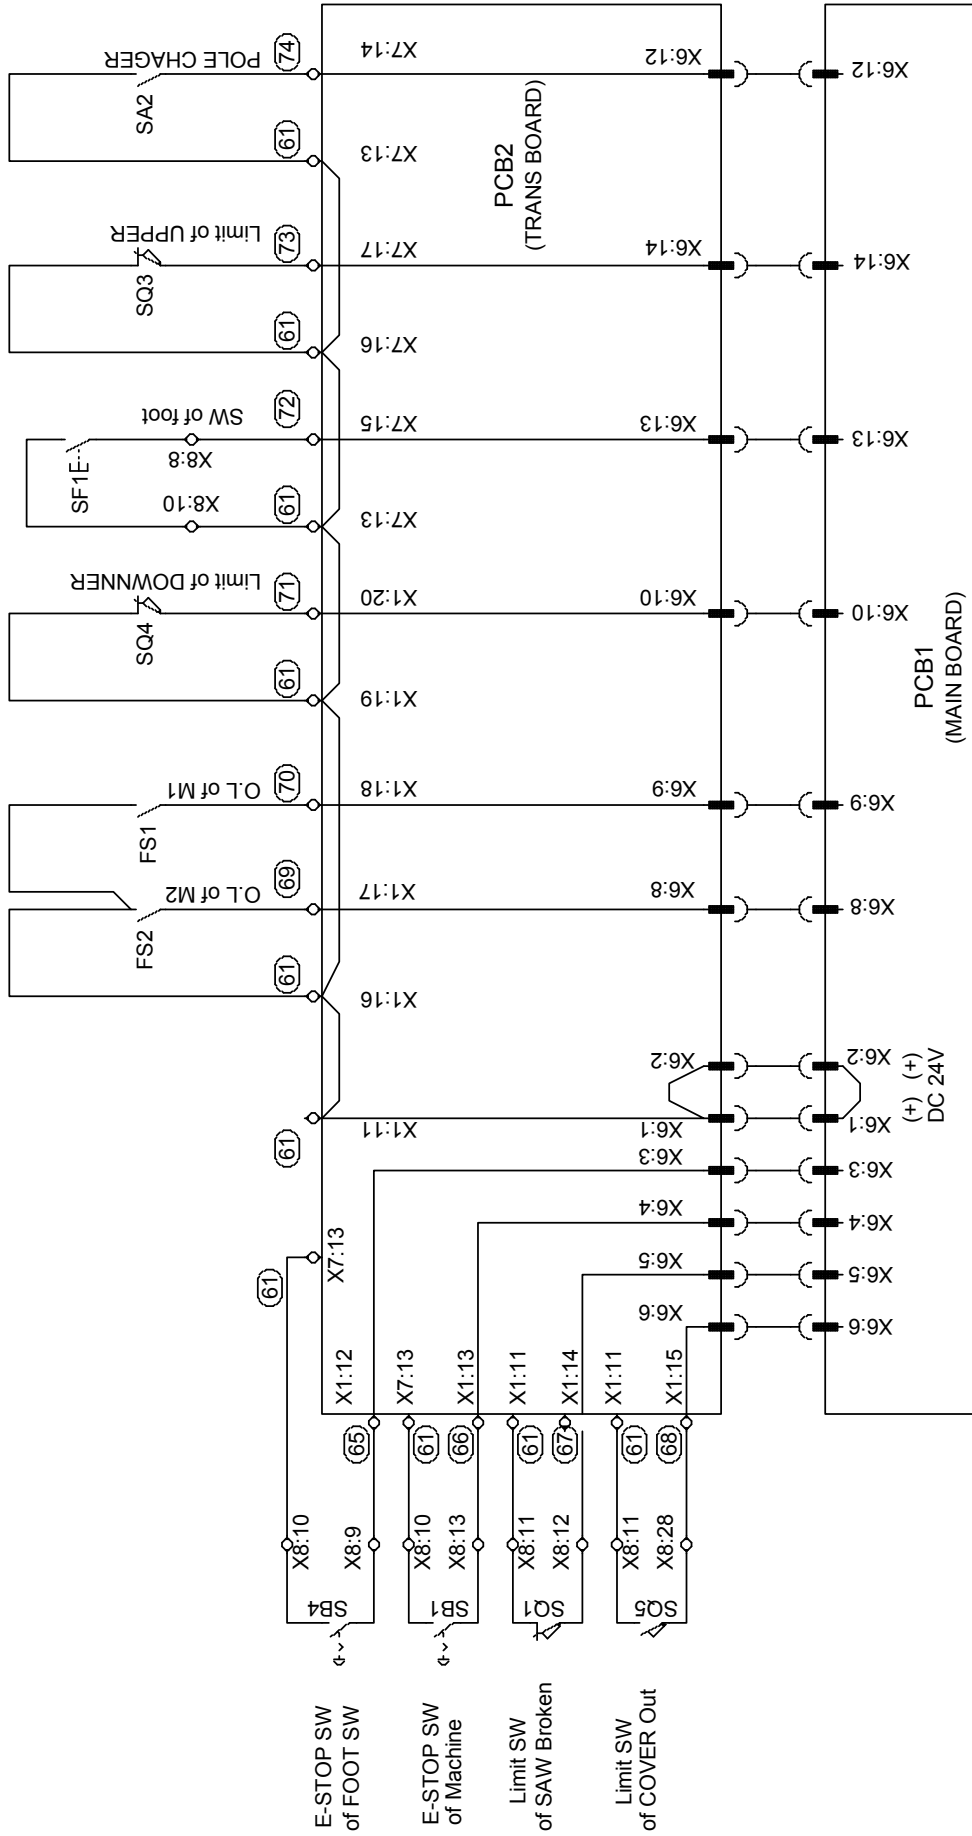 POLE CHAGER
SA2
74
61
X7:14
X7:13
X6:12
X6:12
Limit of UPPER
SQ3
73
61
X7:17
X7:16
X6:14
X6:14
PCB2
(TRANS BOARD)
SW of foot
SF1
X8:8
X8:10
72
61
X7:15
X7:13
X6:13
X6:13
Limit of DOWNNER
SQ4
71
61
X1:20
X1:19
X6:10
X6:10
PCB1
(MAIN BOARD)
O.L of M1
FS1
70
X1:18
X6:9
X6:9
O.L of M2
FS2
69
61
X1:17
X1:16
X6:8
X6:8
61
X1:11
X6:2
X6:1
X6:2
X6:1
(+) (+)
DC 24V
X6:3
X6:3
X6:4
X6:4
X6:5
X6:5
X6:6
X6:6
61
X7:13
E-STOP SW
of FOOT SW
SB4
X8:10
X8:9
65
X1:12
E-STOP SW
of Machine
SB1
X8:10
X8:13
61
66
X7:13
X1:13
Limit SW
of SAW Broken
SQ1
X8:11
X8:12
61
67
X1:11
X1:14
Limit SW
of COVER Out
SQ5
X8:11
X8:28
61
68
X1:11
X1:15